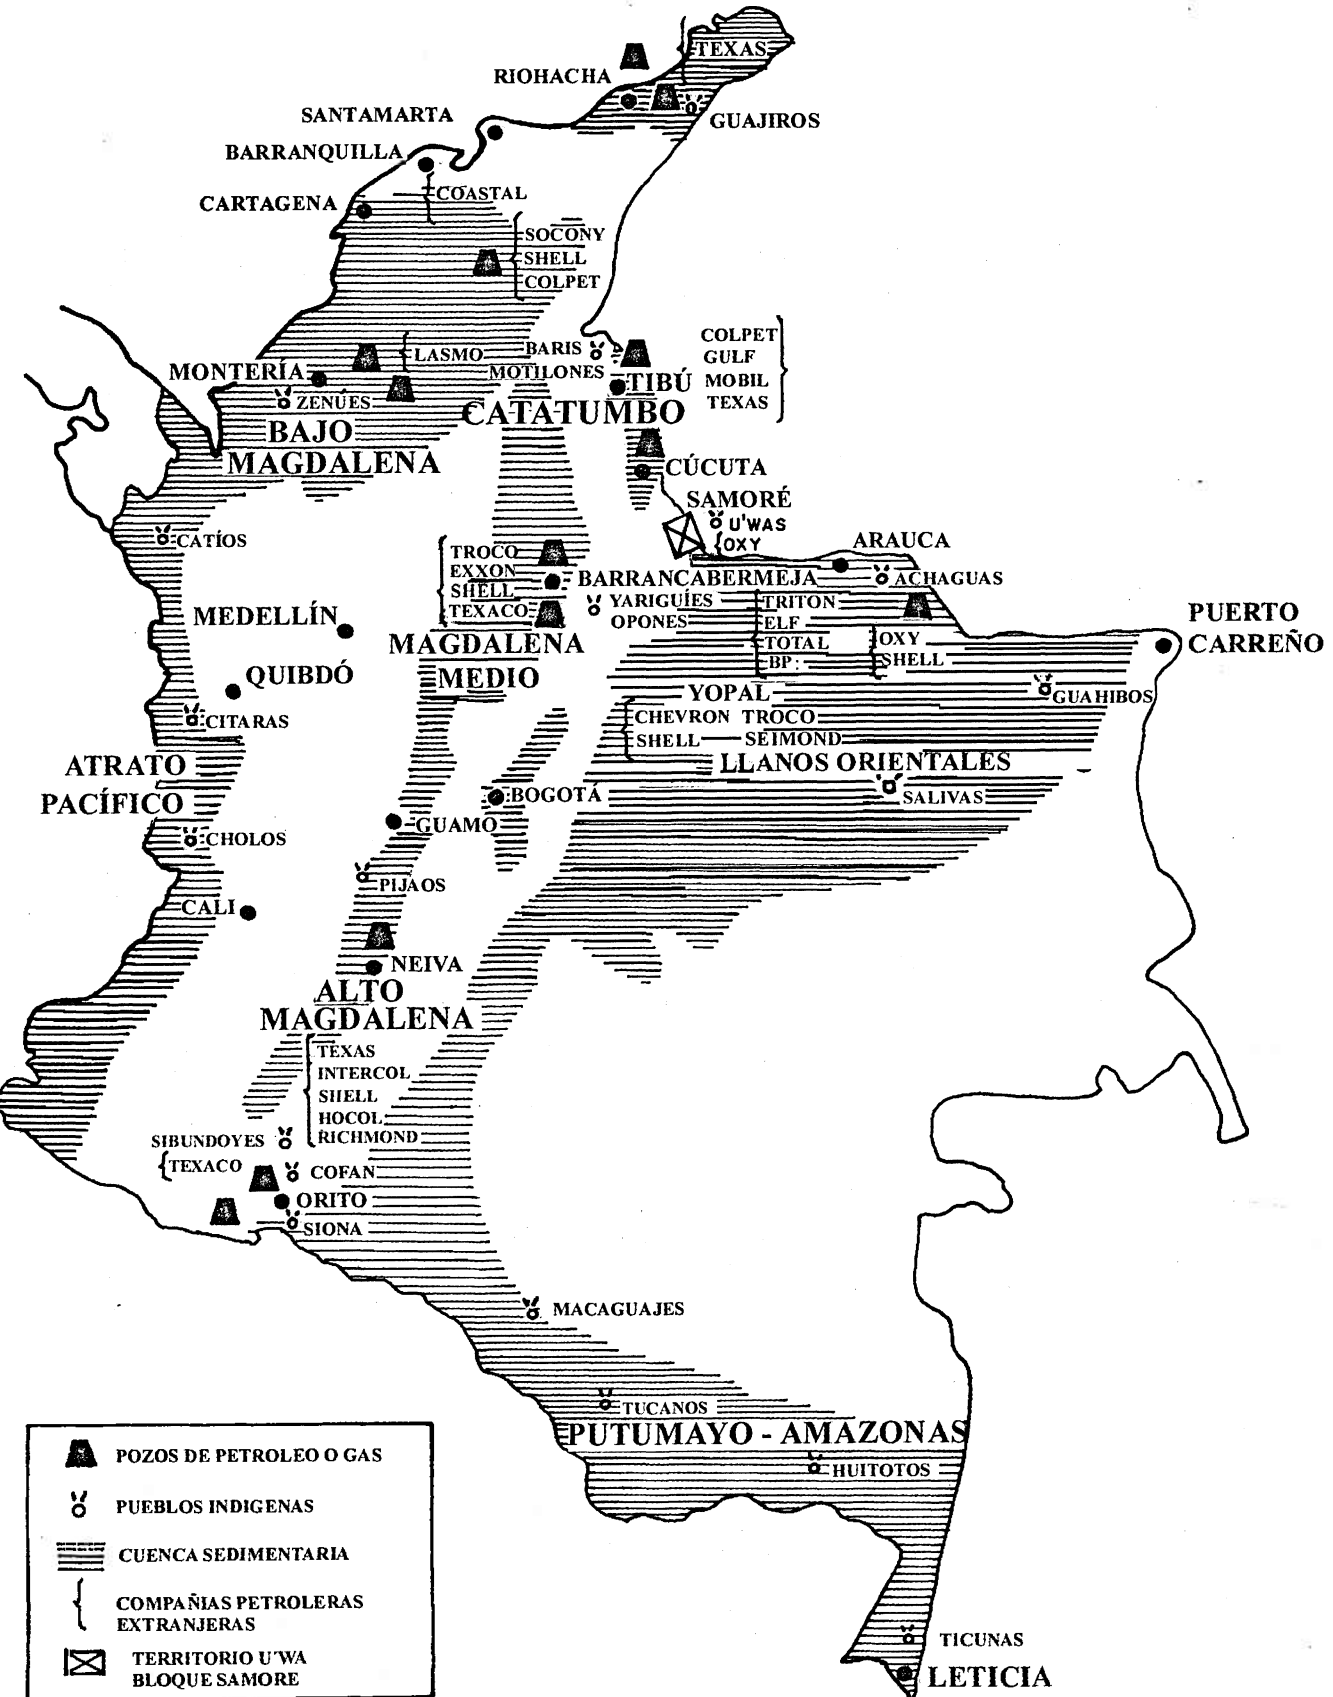 TEXAS
RIOHACHA
GUAJIROS
SANTAMARTA
BARRANQUILLA
COASTAL
CARTAGENA
SOCONY
SHELL
COLPET
LASMO
MONTERÍA
ZENÚES
BAJO
MAGDALENA
BARIS
MOTILONES
TIBÚ
COLPET
GULF
MOBIL
TEXAS
CATATUMBO
CÚCUTA
SAMORÉ
U'WAS
OXY
CATÍOS
TROCO
EXXON
SHELL
TEXACO
BARRANCABERMEJA
YARIGUÍES
OPONES
ARAUCA
ACHAGUAS
TRITON
ELF
TOTAL
BP
OXY
SHELL
PUERTO
CARREÑO
MEDELLÍN
MAGDALENA
MEDIO
QUIBDÓ
CITARAS
YOPAL
GUAHIBOS
CHEVRON TROCO
SHELL SEIMOND
LLANOS ORIENTALES
SALIVAS
ATRATO
PACÍFICO
BOGOTÁ
GUAMO
CHOLOS
PIJAOS
CALI
NEIVA
ALTO
MAGDALENA
TEXAS
INTERCOL
SHELL
HOCOL
RICHMOND
SIBUNDOYES
TEXACO
COFAN
ORITO
SIONA
MACAGUAJES
TUCANOS
PUTUMAYO - AMAZONAS
HUITOTOS
TICUNAS
LETICIA
POZOS DE PETROLEO O GAS
PUEBLOS INDIGENAS
CUENCA SEDIMENTARIA
COMPAÑIAS PETROLERAS
EXTRANJERAS
TERRITORIO U'WA
BLOQUE SAMORE